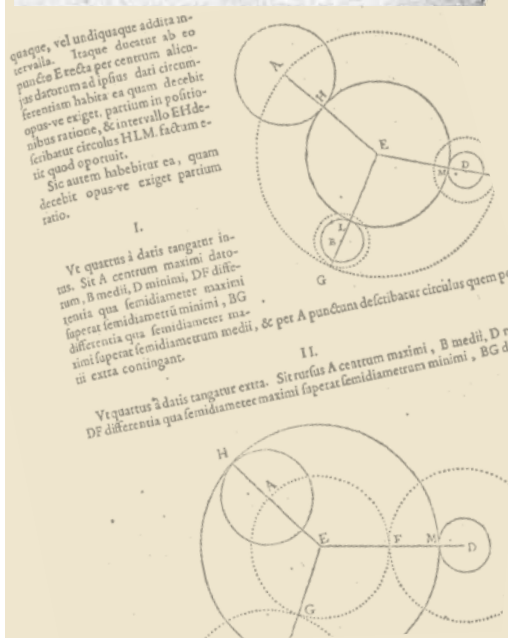 quaque, vel undiquaque addita in-
tervalla. Itaque ducatur ab eo
puncto E recta per centrum alicu-
jus datorum ad ipsius dati circum-
ferentiam habita ea quam decebit
opus-ve exiget, partium in positio-
nibus ratione, & intervallo EH de-
scribatur circulus HLM. factam e-
rit quod oportuit.
Sic autem habebitur ea, quam
decebit opus-ve exiget partium
ratio.
I.
Vt quartus à datis tangatur in-
tus. Sit A centrum maximi dato-
rum, B medii, D minimi, DF diffe-
rentia qua semidiameter maximi
superat semidiametrū minimi, BG
differentia qua semidiameter ma-
ximi superat semidiametrum medii, & per A punctum describatur circulus quem
tii extra contingant.
II.
Vt quartus à datis tangatur extra. Sit rursus A centrum maximi, B medii, D
DF differentia qua semidiameter maximi superat semidiametrum minimi, BG
A
H
E
M
D
L
B
G
H
A
E
F
M
D
G